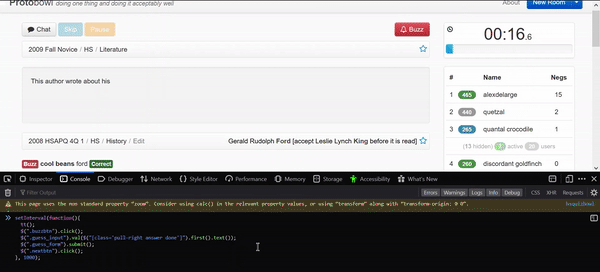 Protobowl doing one thing and doing it acceptably well
About New Room
Chat Skip Pause Buzz
2009 Fall Novice / HS / Literature
This author wrote about his
2008 HSAPQ 4Q 1 / HS / History / Edit Gerald Rudolph Ford [accept Leslie Lynch King before it is read]
Buzz cool beans ford Correct
00:16.6
# Name Negs
1 465 alexdelarge 15
2 440 quetzal 2
3 265 quantal crocodile 1
(13 hidden) active users
4 260 discordant goldfinch 0
Inspector Console Debugger Network Style Editor Performance Memory Storage Accessibility What's New
Filter Output
Errors Warnings Logs Info Debug CSS XHR Requests
This page uses the non standard property "zoom". Consider using calc() in the relevant property values, or using "transform" along with "transform-origin: 0 0".
setInterval(function(){
$(".buzzbtn").click();
$(".guess_input").val($("[class='pull-right answer done']").first().text());
$(".guess_form").submit();
$(".nextbtn").click();
}, 1000);